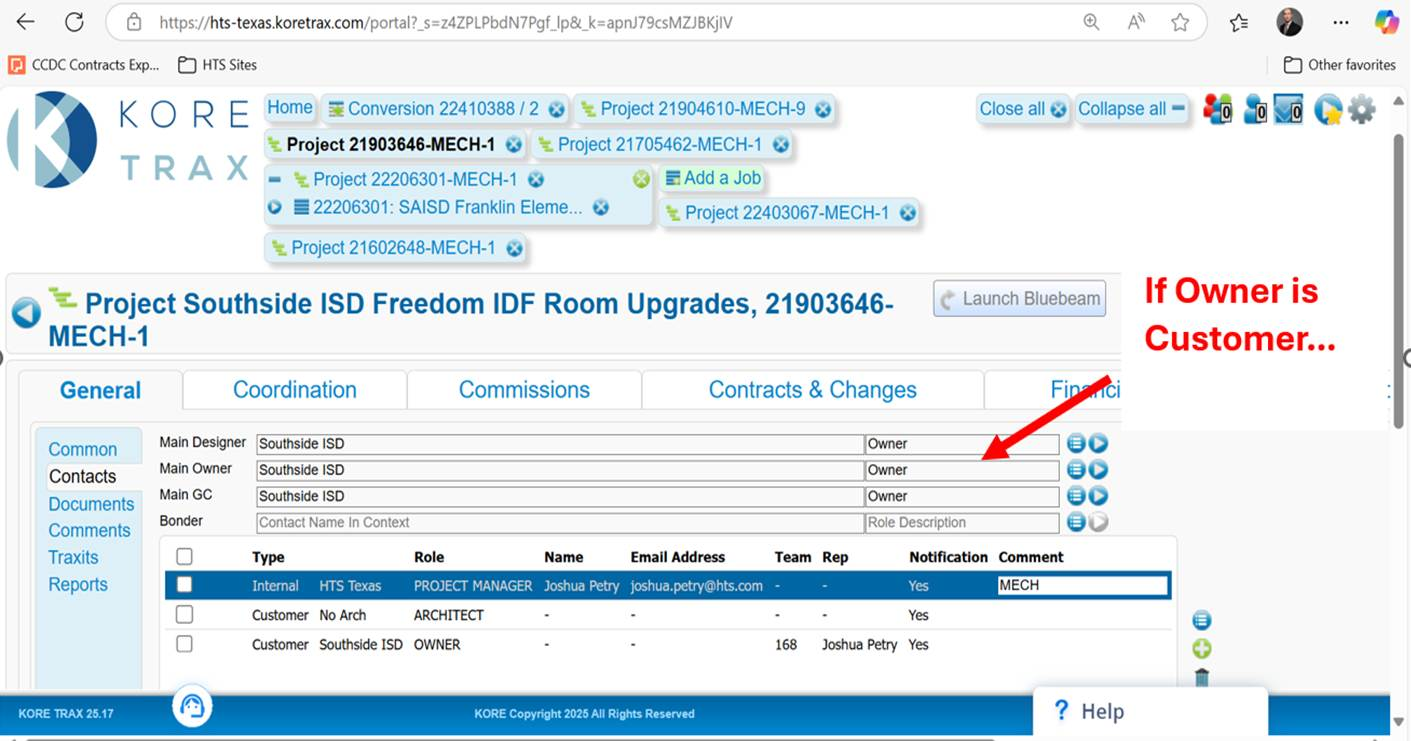 https://hts-texas.koretrax.com/portal?_s=z4ZPLPbdN7Pgf_lp&_k=apnJ79csMZJBKjlV
CCDC Contracts Exp... HTS Sites Other favorites
KORE TRAX
Home Conversion 22410388 / 2 Project 21904610-MECH-9 Close all Collapse all 0 0 0
Project 21903646-MECH-1 Project 21705462-MECH-1
Project 22206301-MECH-1 Add a Job
22206301: SAISD Franklin Eleme... Project 22403067-MECH-1
Project 21602648-MECH-1
Project Southside ISD Freedom IDF Room Upgrades, 21903646-
MECH-1
Launch Bluebeam
If Owner is
Customer...
General Coordination Commissions Contracts & Changes Financi
Common
Contacts
Documents
Comments
Traxits
Reports
Main Designer Southside ISD Owner
Main Owner Southside ISD Owner
Main GC Southside ISD Owner
Bonder Contact Name In Context Role Description
Type Role Name Email Address Team Rep Notification Comment
Internal HTS Texas PROJECT MANAGER Joshua Petry joshua.petry@hts.com - - Yes MECH
Customer No Arch ARCHITECT - - - - Yes
Customer Southside ISD OWNER - - 168 Joshua Petry Yes
KORE TRAX 25.17 KORE Copyright 2025 All Rights Reserved ? Help